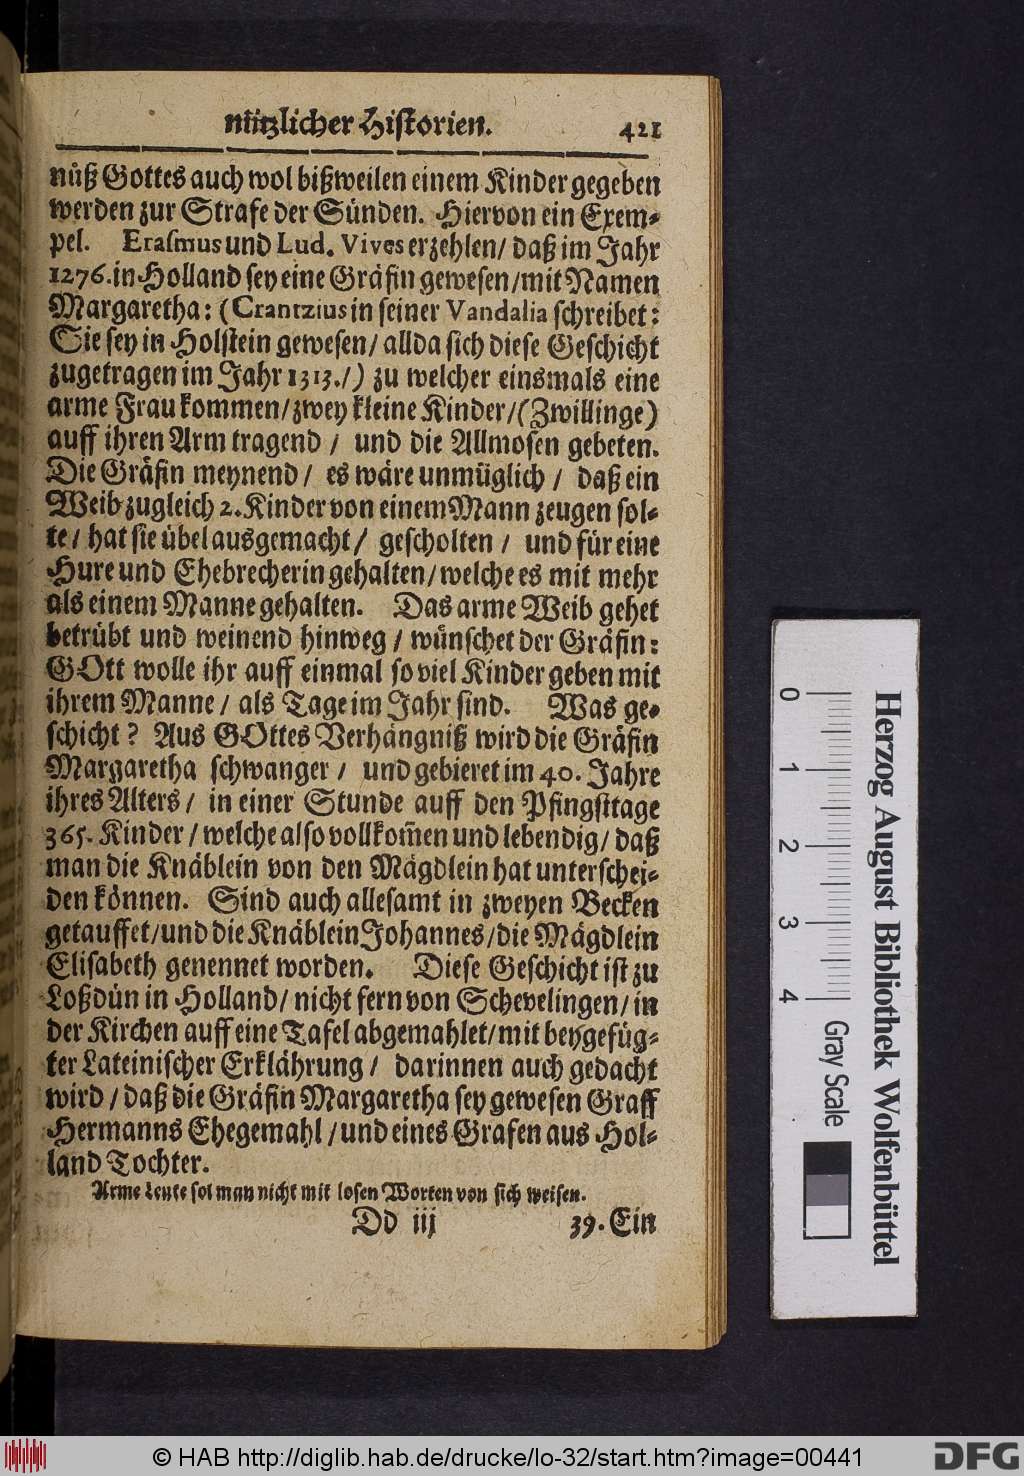 nützlicher Historien. 421
nüß Gottes auch wol bißweilen einem Kinder gegeben
werden zur Strafe der Sünden. Hiervon ein Exem-
pel. Erasmus und Lud. Vives erzehlen/ daß im Jahr
1276. in Holland sey eine Gräfin gewesen/ mit Namen
Margaretha: (Crantzius in seiner Vandalia schreibet:
Sie sey in Holstein gewesen/ allda sich diese Geschicht
zugetragen im Jahr 1313./) zu welcher einsmals eine
arme Frau kommen/ zwey kleine Kinder/ (Zwillinge)
auff ihren Arm tragend/ und die Allmosen gebeten.
Die Gräfin meynend/ es wäre unmüglich/ daß ein
Weib zugleich 2. Kinder von einem Mann zeugen sol-
te/ hat sie übel ausgemacht/ gescholten/ und für eine
Hure und Ehebrecherin gehalten/ welche es mit mehr
als einem Manne gehalten. Das arme Weib gehet
betrübt und weinend hinweg/ wünschet der Gräfin:
GOtt wolle ihr auff einmal so viel Kinder geben mit
ihrem Manne/ als Tage im Jahr sind. Was ge-
schicht? Aus GOttes Verhängniß wird die Gräfin
Margaretha schwanger/ und gebieret im 40. Jahre
ihres Alters/ in einer Stunde auff den Pfingsttage
365. Kinder/ welche also vollkom̄en und lebendig/ daß
man die Knäblein von den Mägdlein hat unterschei-
den können. Sind auch allesamt in zweyen Becken
getauffet/ und die Knäblein Johannes/ die Mägdlein
Elisabeth genennet worden. Diese Geschicht ist zu
Loßdün in Holland/ nicht fern von Schevelingen/ in
der Kirchen auff eine Tafel abgemahlet/ mit beygefüg-
ter Lateinischer Erklährung/ darinnen auch gedacht
wird/ daß die Gräfin Margaretha sey gewesen Graff
Hermanns Ehegemahl/ und eines Grafen aus Hol-
land Tochter.
Arme Leute sol man nicht mit losen Worten von sich weisen.
Dd iij 39. Ein
0 1 2 3 4 Gray Scale
Herzog August Bibliothek Wolfenbüttel
© HAB http://diglib.hab.de/drucke/lo-32/start.htm?image=00441
DFG